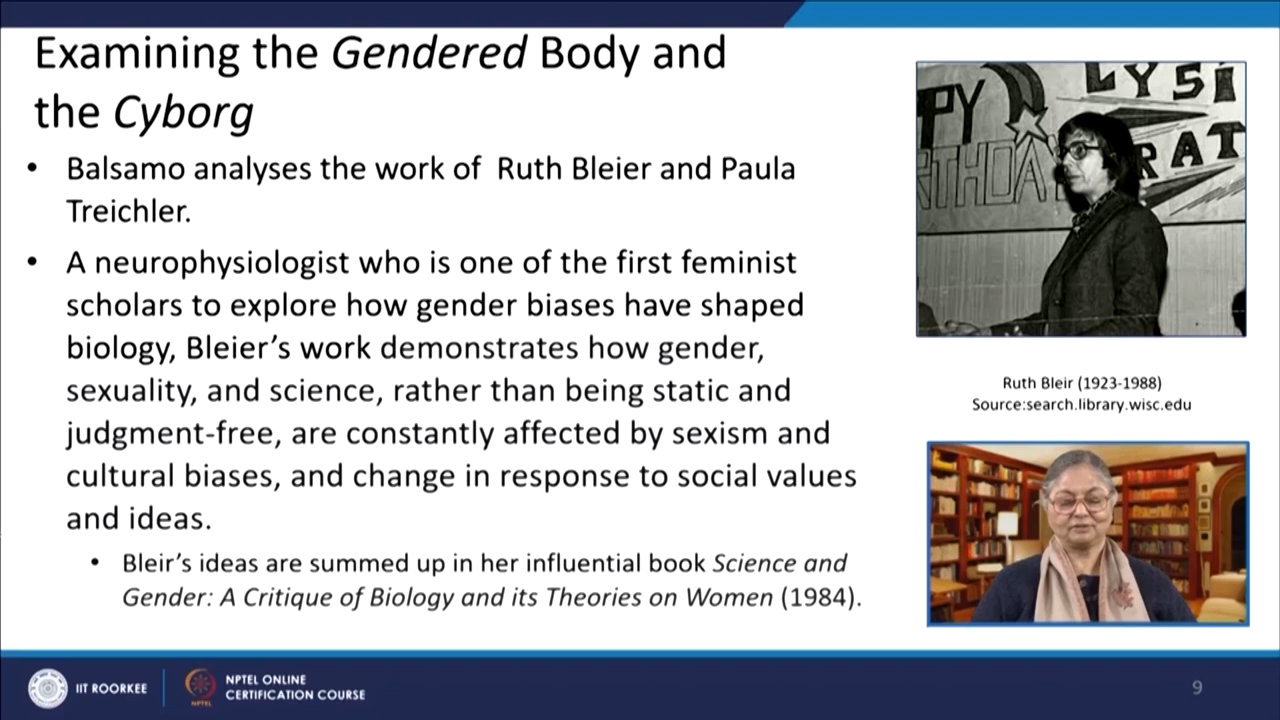 Examining the Gendered Body and
the Cyborg
• Balsamo analyses the work of Ruth Bleier and Paula
Treichler.
• A neurophysiologist who is one of the first feminist
scholars to explore how gender biases have shaped
biology, Bleier’s work demonstrates how gender,
sexuality, and science, rather than being static and
judgment-free, are constantly affected by sexism and
cultural biases, and change in response to social values
and ideas.
• Bleir’s ideas are summed up in her influential book Science and
Gender: A Critique of Biology and its Theories on Women (1984).
PY
LYSI
RAT
RTHDAY
Ruth Bleir (1923-1988)
Source:search.library.wisc.edu
IIT ROORKEE
NPTEL
NPTEL ONLINE
CERTIFICATION COURSE
9